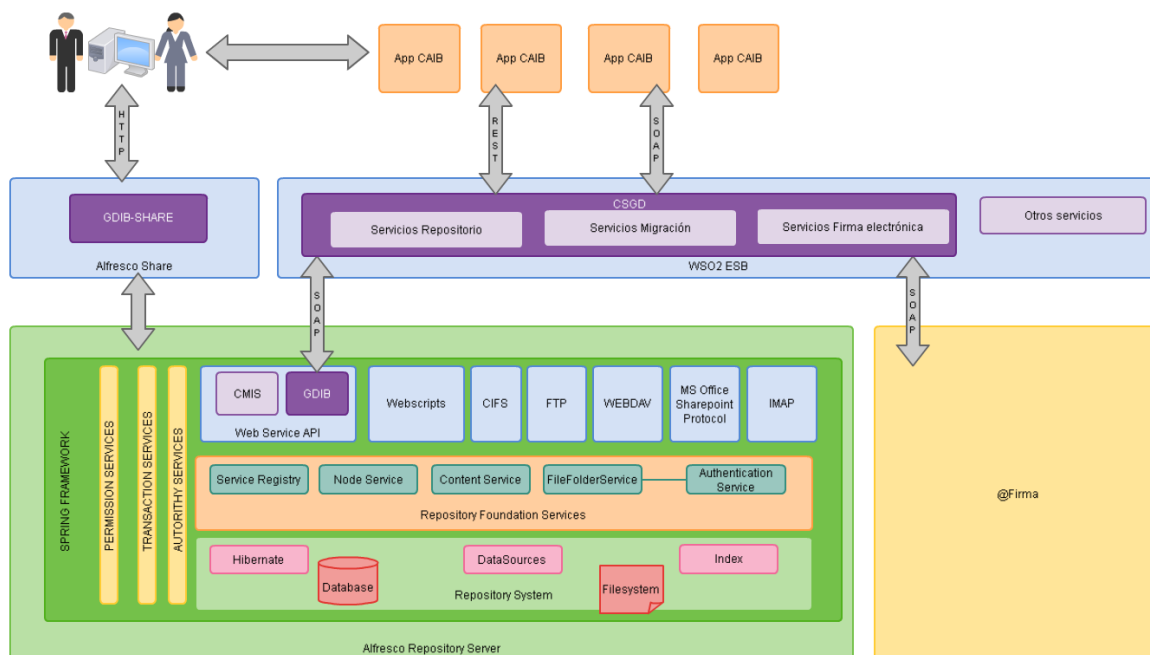 App CAIB
App CAIB
App CAIB
App CAIB
HTTP
REST
SOAP
GDIB-SHARE
Alfresco Share
CSGD
Servicios Repositorio
Servicios Migración
Servicios Firma electrónica
Otros servicios
WSO2 ESB
SOAP
SOAP
SPRING FRAMEWORK
PERMISSION SERVICES
TRANSACTION SERVICES
AUTORITHY SERVICES
CMIS
GDIB
Web Service API
Webscripts
CIFS
FTP
WEBDAV
MS Office
Sharepoint
Protocol
IMAP
Service Registry
Node Service
Content Service
FileFolderService
Authentication
Service
Repository Foundation Services
Hibernate
Database
DataSources
Repository System
Filesystem
Index
Alfresco Repository Server
@Firma